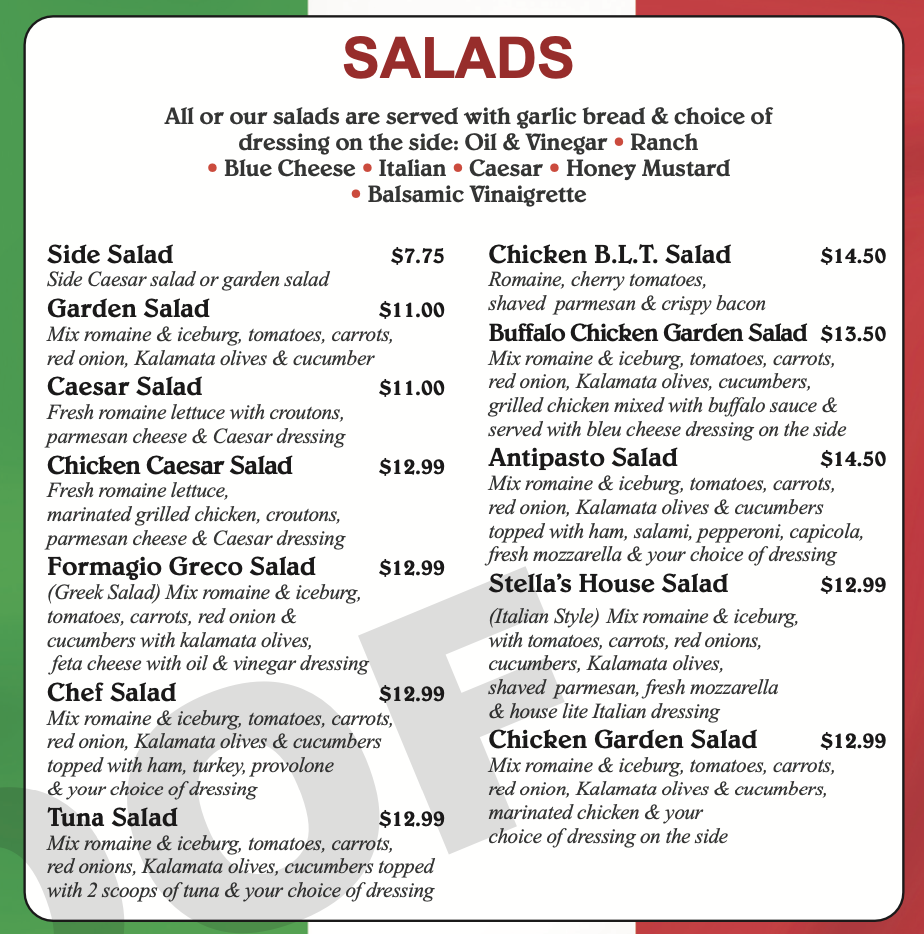 SALADS
All or our salads are served with garlic bread & choice of
dressing on the side: Oil & Vinegar • Ranch
• Blue Cheese • Italian • Caesar • Honey Mustard
• Balsamic Vinaigrette
Side Salad $7.75
Side Caesar salad or garden salad
Garden Salad $11.00
Mix romaine & iceburg, tomatoes, carrots,
red onion, Kalamata olives & cucumber
Caesar Salad $11.00
Fresh romaine lettuce with croutons,
parmesan cheese & Caesar dressing
Chicken Caesar Salad $12.99
Fresh romaine lettuce,
marinated grilled chicken, croutons,
parmesan cheese & Caesar dressing
Formagio Greco Salad $12.99
(Greek Salad) Mix romaine & iceburg,
tomatoes, carrots, red onion &
cucumbers with kalamata olives,
feta cheese with oil & vinegar dressing
Chef Salad $12.99
Mix romaine & iceburg, tomatoes, carrots,
red onion, Kalamata olives & cucumbers
topped with ham, turkey, provolone
& your choice of dressing
Tuna Salad $12.99
Mix romaine & iceburg, tomatoes, carrots,
red onions, Kalamata olives, cucumbers topped
with 2 scoops of tuna & your choice of dressing
Chicken B.L.T. Salad $14.50
Romaine, cherry tomatoes,
shaved parmesan & crispy bacon
Buffalo Chicken Garden Salad $13.50
Mix romaine & iceburg, tomatoes, carrots,
red onion, Kalamata olives, cucumbers,
grilled chicken mixed with buffalo sauce &
served with bleu cheese dressing on the side
Antipasto Salad $14.50
Mix romaine & iceburg, tomatoes, carrots,
red onion, Kalamata olives & cucumbers
topped with ham, salami, pepperoni, capicola,
fresh mozzarella & your choice of dressing
Stella's House Salad $12.99
(Italian Style) Mix romaine & iceburg,
with tomatoes, carrots, red onions,
cucumbers, Kalamata olives,
shaved parmesan, fresh mozzarella
& house lite Italian dressing
Chicken Garden Salad $12.99
Mix romaine & iceburg, tomatoes, carrots,
red onion, Kalamata olives & cucumbers,
marinated chicken & your
choice of dressing on the side